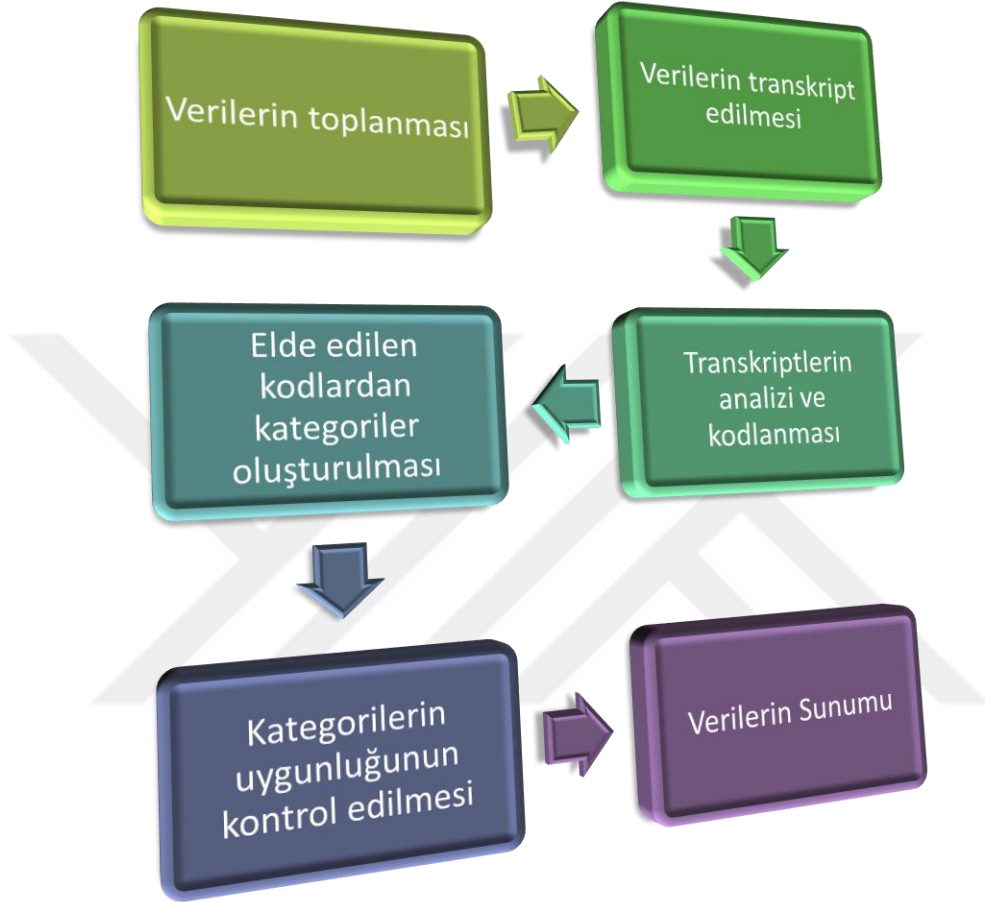 Verilerin toplanması
Verilerin transkript
edilmesi
Transkriptlerin
analizi ve
kodlanması
Elde edilen
kodlardan
kategoriler
oluşturulması
Kategorilerin
uygunluğunun
kontrol edilmesi
Verilerin Sunumu